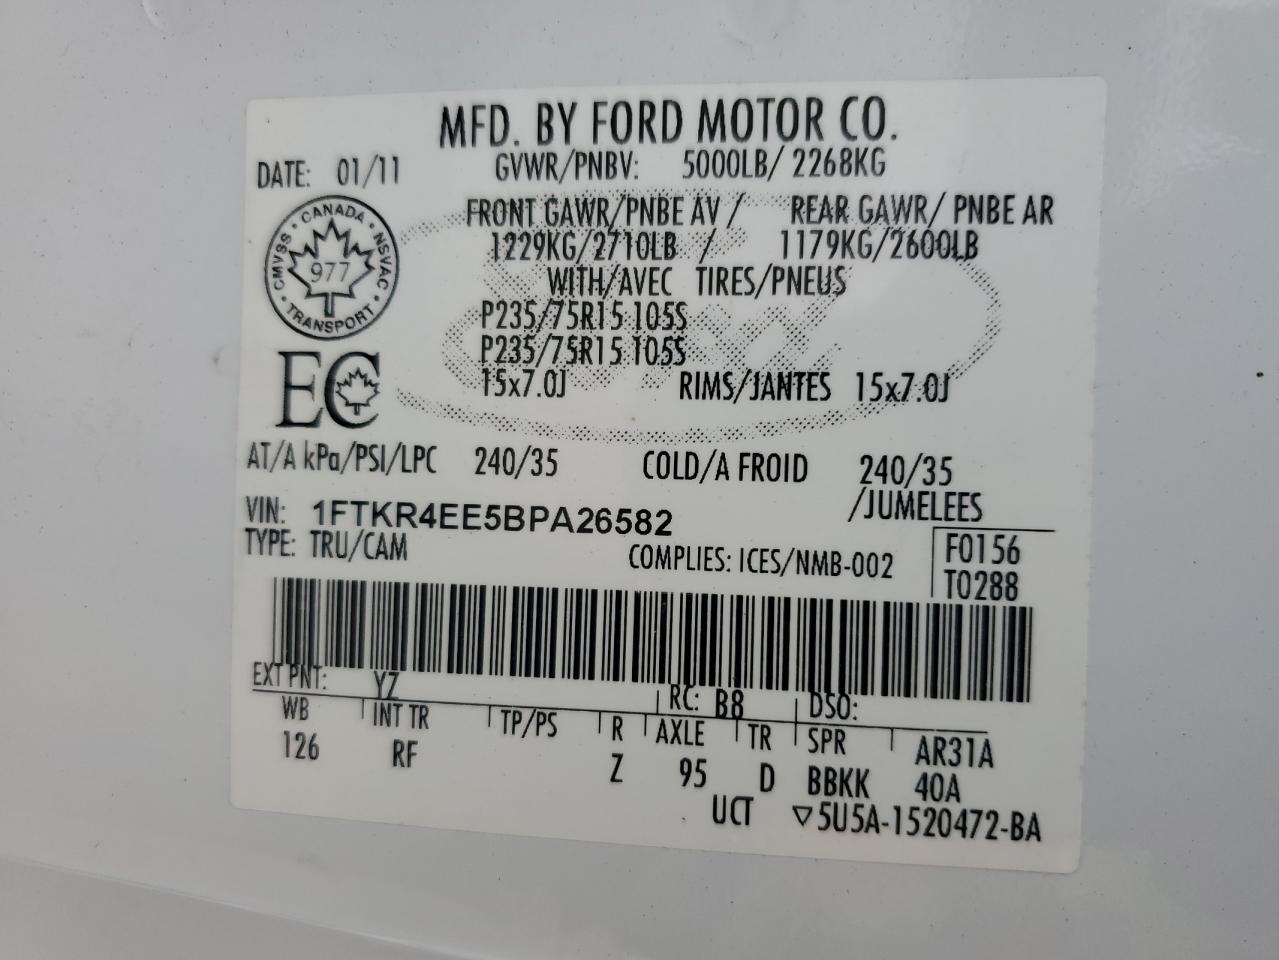 MFD. BY FORD MOTOR CO.
DATE: 01/11 GVWR/PNBV: 5000LB/ 2268KG
FRONT GAWR/PNBE AV / REAR GAWR/ PNBE AR
1229KG/2710LB / 1179KG/2600LB
WITH/AVEC TIRES/PNEUS
P235/75R15 105S
P235/75R15 105S
15x7.0J RIMS/JANTES 15x7.0J
CANADA
CMVSS · NSVAC
977
TRANSPORT
EC
AT/A kPa/PSI/LPC 240/35 COLD/A FROID 240/35
/JUMELEES
VIN: 1FTKR4EE5BPA26582
TYPE: TRU/CAM COMPLIES: ICES/NMB-002
F0156
T0288
EXT PNT: YZ RC: B8 DSO:
WB INT TR TP/PS R AXLE TR SPR AR31A
126 RF Z 95 D BBKK 40A
UCT ▽5U5A-1520472-BA